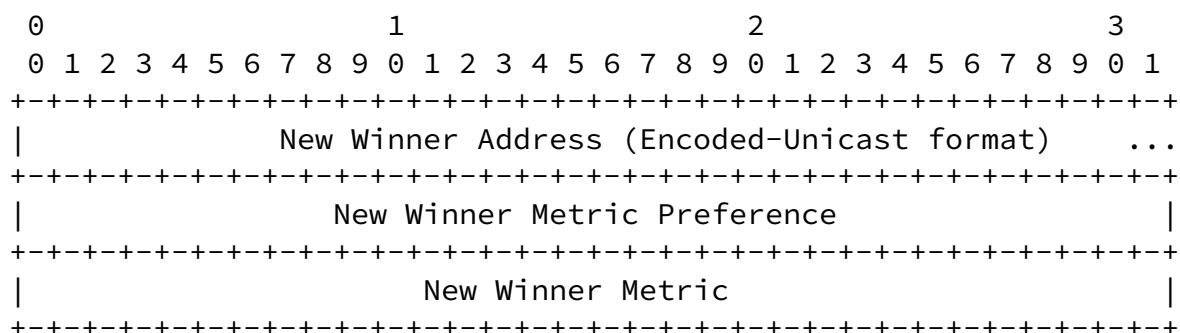 0                   1                   2                   3
 0 1 2 3 4 5 6 7 8 9 0 1 2 3 4 5 6 7 8 9 0 1 2 3 4 5 6 7 8 9 0 1
+-+-+-+-+-+-+-+-+-+-+-+-+-+-+-+-+-+-+-+-+-+-+-+-+-+-+-+-+-+-+-+-+
|              New Winner Address (Encoded-Unicast format)    ...
+-+-+-+-+-+-+-+-+-+-+-+-+-+-+-+-+-+-+-+-+-+-+-+-+-+-+-+-+-+-+-+-+
|                 New Winner Metric Preference                  |
+-+-+-+-+-+-+-+-+-+-+-+-+-+-+-+-+-+-+-+-+-+-+-+-+-+-+-+-+-+-+-+-+
|                      New Winner Metric                        |
+-+-+-+-+-+-+-+-+-+-+-+-+-+-+-+-+-+-+-+-+-+-+-+-+-+-+-+-+-+-+-+-+